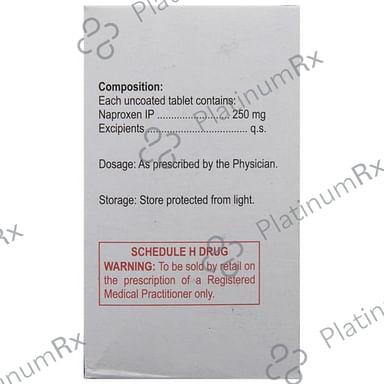 PlatinumRx
Composition:
Each uncoated tablet contains:
Naproxen IP .......................... 250 mg
Excipients .................................... q.s.
Dosage: As prescribed by the Physician.
PlatinumRx
Storage: Store protected from light.
PlatinumRx
SCHEDULE H DRUG
WARNING: To be sold by retail on
the prescription of a Registered
Medical Practitioner only.
tinumRx
Platin